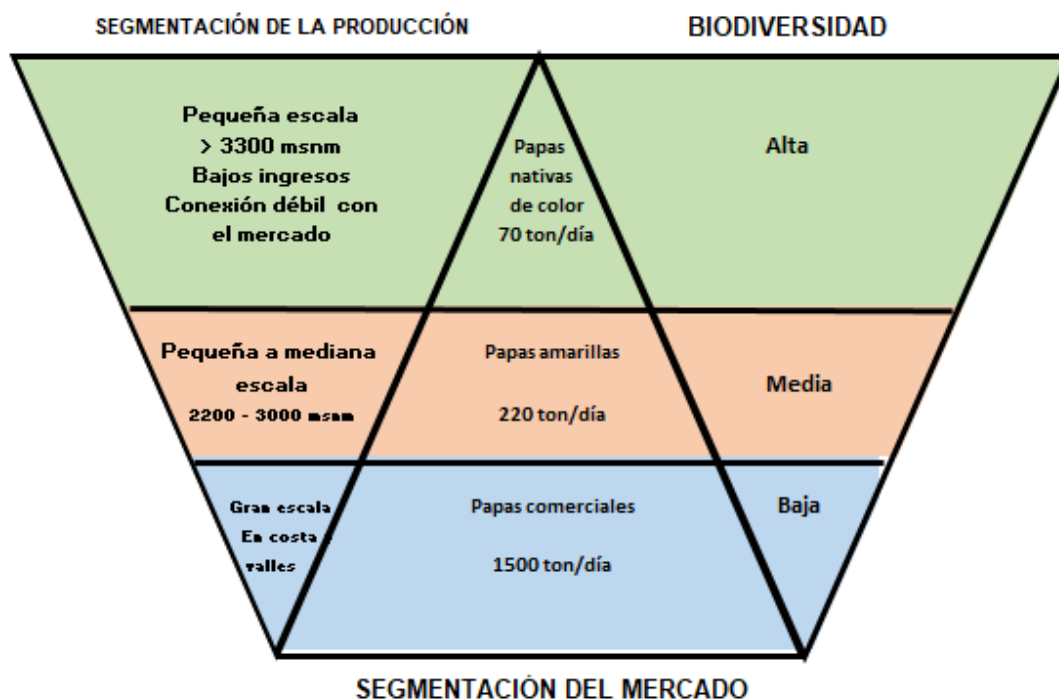 SEGMENTACIÓN DE LA PRODUCCIÓN
BIODIVERSIDAD
Pequeña escala
> 3300 msnm
Bajos ingresos
Conexión débil con
el mercado
Papas
nativas
de color
70 ton/día
Alta
Pequeña a mediana
escala
2200 - 3000 msnm
Papas amarillas
220 ton/día
Media
Gran escala
En costa
valles
Papas comerciales
1500 ton/día
Baja
SEGMENTACIÓN DEL MERCADO